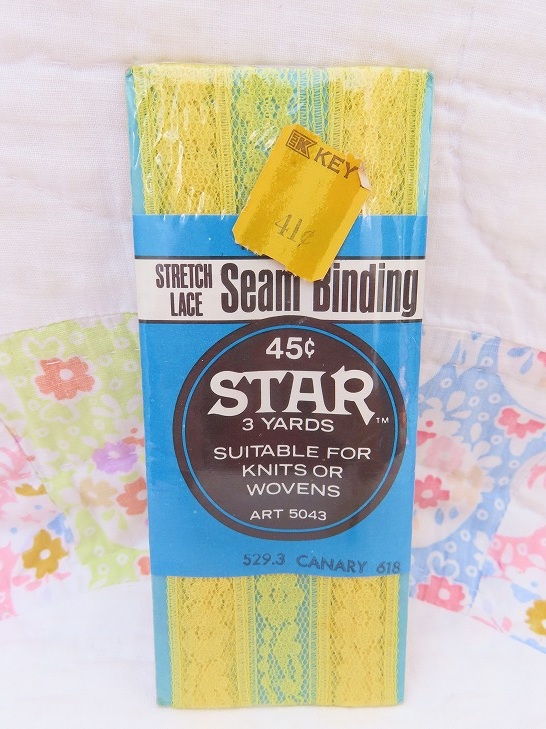 KEY
41¢
STRETCH
LACE
Seam Binding
45¢
STAR™
3 YARDS
SUITABLE FOR
KNITS OR
WOVENS
ART 5043
529.3 CANARY 618